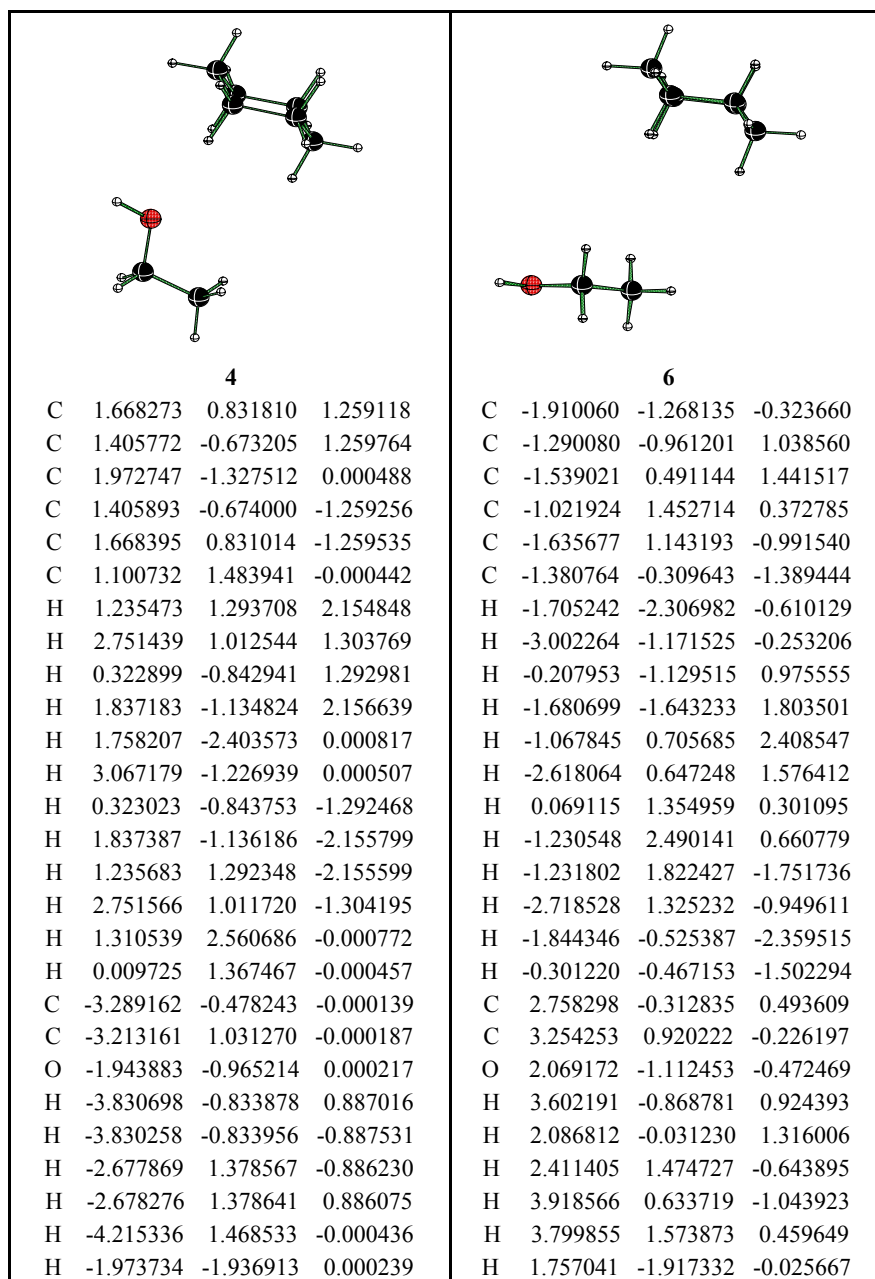 4
C 1.668273 0.831810 1.259118
C 1.405772 -0.673205 1.259764
C 1.972747 -1.327512 0.000488
C 1.405893 -0.674000 -1.259256
C 1.668395 0.831014 -1.259535
C 1.100732 1.483941 -0.000442
H 1.235473 1.293708 2.154848
H 2.751439 1.012544 1.303769
H 0.322899 -0.842941 1.292981
H 1.837183 -1.134824 2.156639
H 1.758207 -2.403573 0.000817
H 3.067179 -1.226939 0.000507
H 0.323023 -0.843753 -1.292468
H 1.837387 -1.136186 -2.155799
H 1.235683 1.292348 -2.155599
H 2.751566 1.011720 -1.304195
H 1.310539 2.560686 -0.000772
H 0.009725 1.367467 -0.000457
C -3.289162 -0.478243 -0.000139
C -3.213161 1.031270 -0.000187
O -1.943883 -0.965214 0.000217
H -3.830698 -0.833878 0.887016
H -3.830258 -0.833956 -0.887531
H -2.677869 1.378567 -0.886230
H -2.678276 1.378641 0.886075
H -4.215336 1.468533 -0.000436
H -1.973734 -1.936913 0.000239
6
C -1.910060 -1.268135 -0.323660
C -1.290080 -0.961201 1.038560
C -1.539021 0.491144 1.441517
C -1.021924 1.452714 0.372785
C -1.635677 1.143193 -0.991540
C -1.380764 -0.309643 -1.389444
H -1.705242 -2.306982 -0.610129
H -3.002264 -1.171525 -0.253206
H -0.207953 -1.129515 0.975555
H -1.680699 -1.643233 1.803501
H -1.067845 0.705685 2.408547
H -2.618064 0.647248 1.576412
H 0.069115 1.354959 0.301095
H -1.230548 2.490141 0.660779
H -1.231802 1.822427 -1.751736
H -2.718528 1.325232 -0.949611
H -1.844346 -0.525387 -2.359515
H -0.301220 -0.467153 -1.502294
C 2.758298 -0.312835 0.493609
C 3.254253 0.920222 -0.226197
O 2.069172 -1.112453 -0.472469
H 3.602191 -0.868781 0.924393
H 2.086812 -0.031230 1.316006
H 2.411405 1.474727 -0.643895
H 3.918566 0.633719 -1.043923
H 3.799855 1.573873 0.459649
H 1.757041 -1.917332 -0.025667